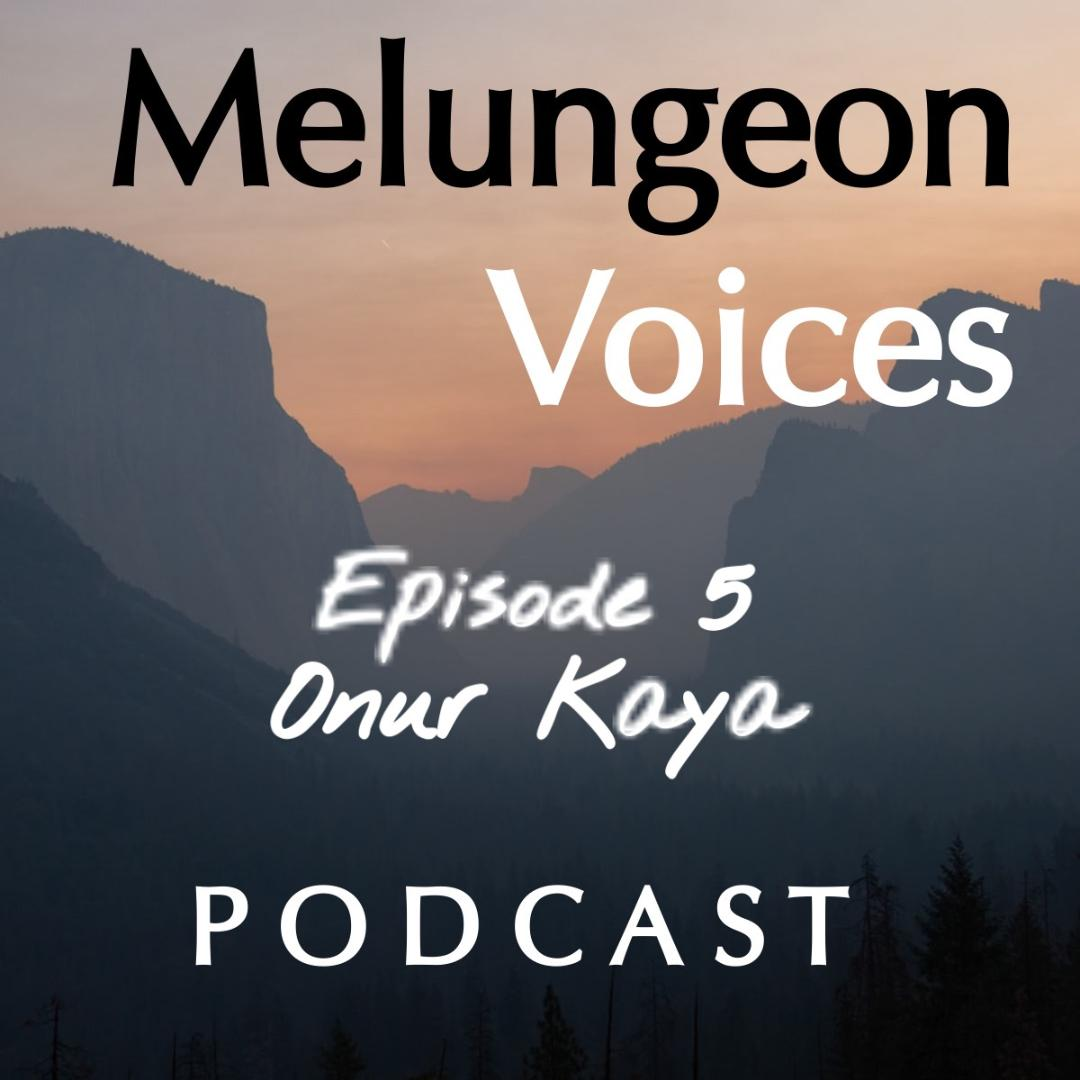 Melungeon
Voices
Episode 5
Onur Kaya
PODCAST